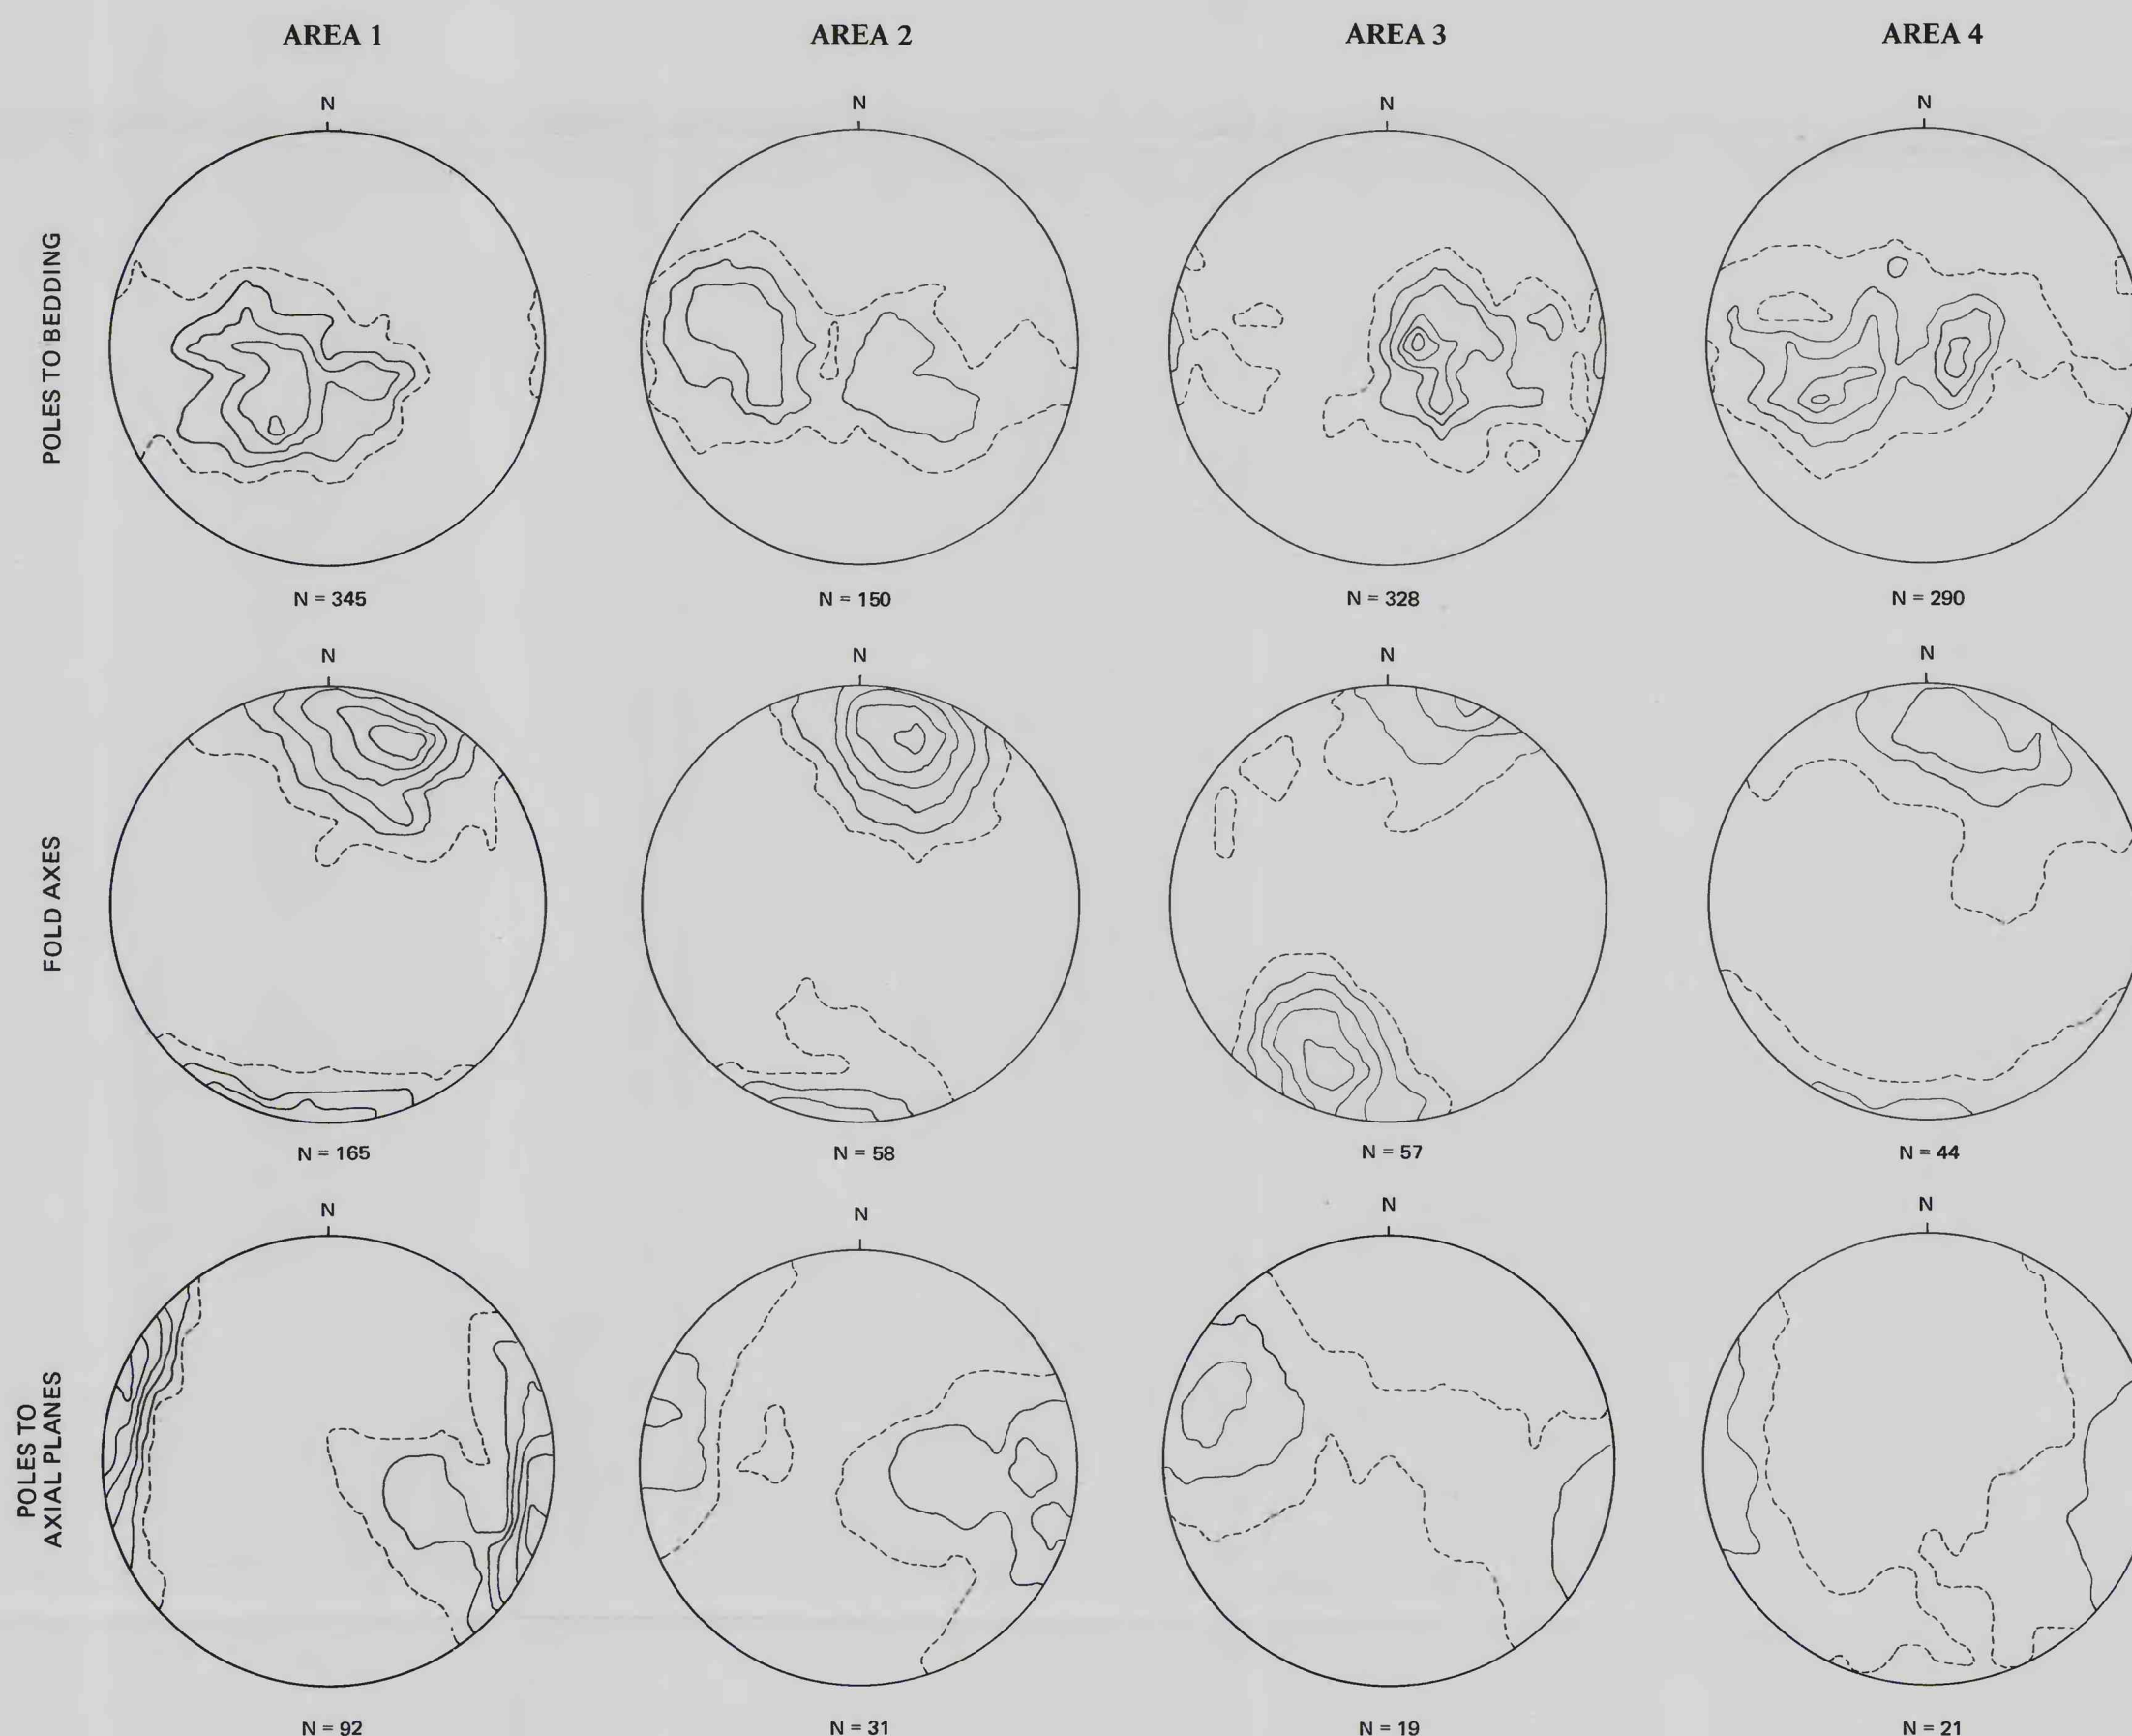 AREA 1 AREA 2 AREA 3 AREA 4
POLES TO BEDDING
N N N N
N = 345 N = 150 N = 328 N = 290
FOLD AXES
N N N N
N = 165 N = 58 N = 57 N = 44
POLES TO
AXIAL PLANES
N N N N
N = 92 N = 31 N = 19 N = 21